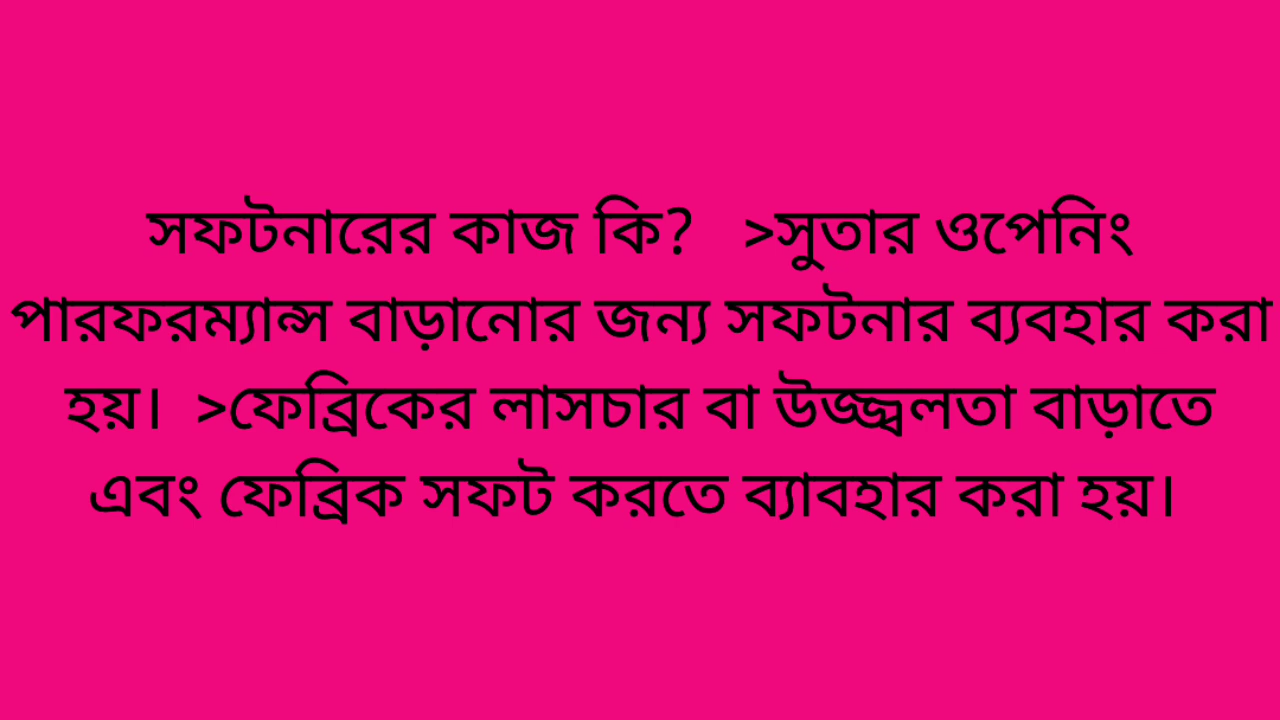 সফটনারের কাজ কি? >সুতার ওপেনিং
পারফরম্যান্স বাড়ানোর জন্য সফটনার ব্যবহার করা
হয়। >ফেব্রিকের লাসচার বা উজ্জ্বলতা বাড়াতে
এবং ফেব্রিক সফট করতে ব্যাবহার করা হয়।